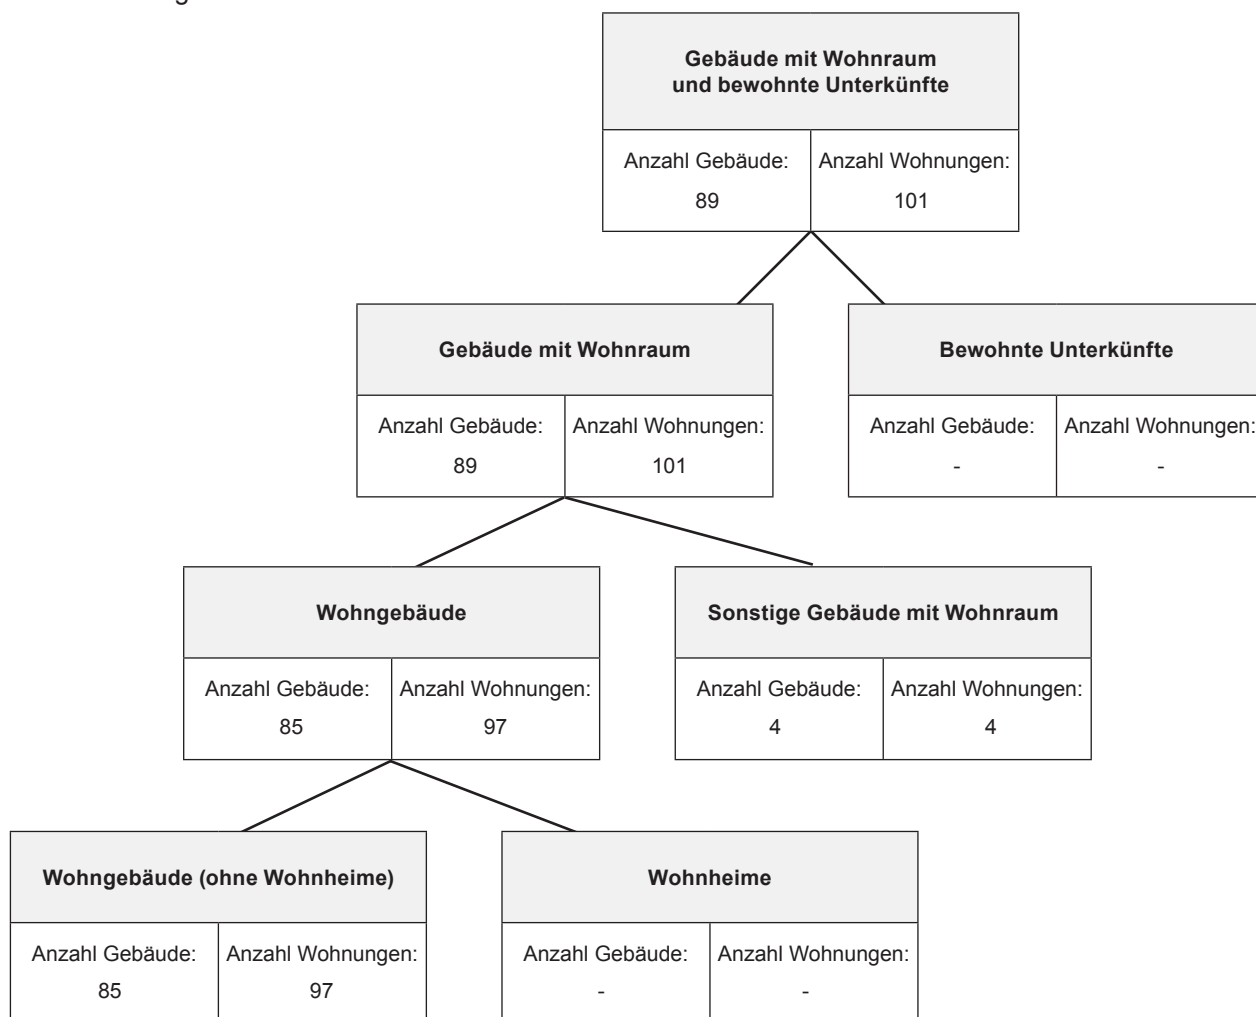 Gebäude mit Wohnraum
und bewohnte Unterkünfte
Anzahl Gebäude:
89
Anzahl Wohnungen:
101
Gebäude mit Wohnraum
Anzahl Gebäude:
89
Anzahl Wohnungen:
101
Bewohnte Unterkünfte
Anzahl Gebäude:
-
Anzahl Wohnungen:
-
Wohngebäude
Anzahl Gebäude:
85
Anzahl Wohnungen:
97
Sonstige Gebäude mit Wohnraum
Anzahl Gebäude:
4
Anzahl Wohnungen:
4
Wohngebäude (ohne Wohnheime)
Anzahl Gebäude:
85
Anzahl Wohnungen:
97
Wohnheime
Anzahl Gebäude:
-
Anzahl Wohnungen:
-